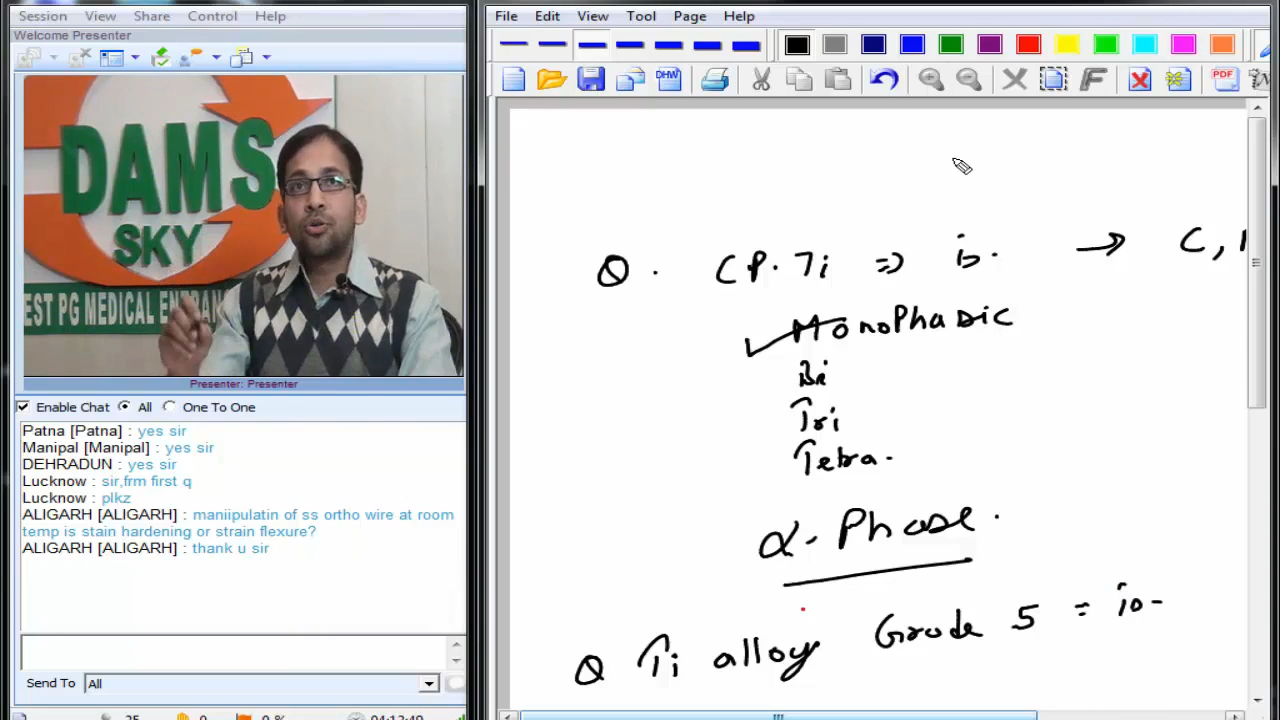 Session View Share Control Help
Welcome Presenter
DAMS
SKY
EST PG MEDICAL ENTRANC
Presenter: Presenter
Enable Chat All One To One
Patna [Patna] : yes sir
Manipal [Manipal] : yes sir
DEHRADUN : yes sir
Lucknow : sir,frm first q
Lucknow : plkz
ALIGARH [ALIGARH] : maniipulatin of ss ortho wire at room
temp is stain hardening or strain flexure?
ALIGARH [ALIGARH] : thank u sir
Send To All
File Edit View Tool Page Help
DHW PDF
Q. CP. Ti => is. → C,
MonoPhasic
Bi
Tri
Tetra.
α. Phase.
Q Ti alloy Grade 5 = is-